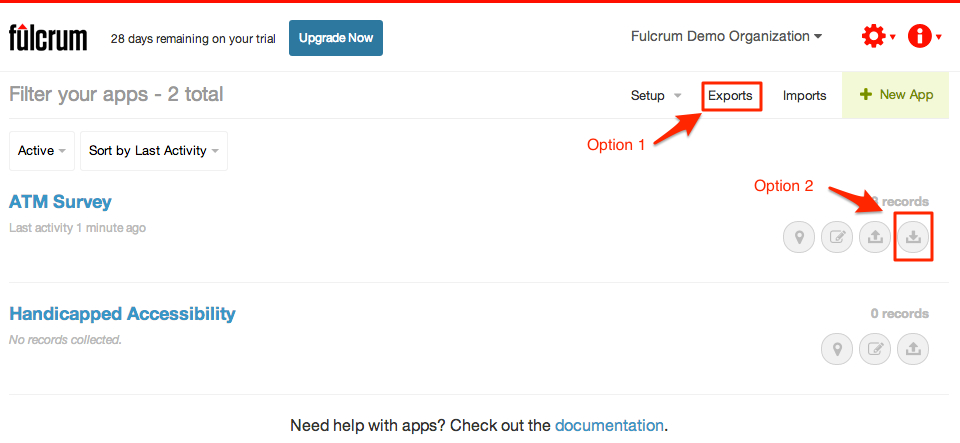 fulcrum
28 days remaining on your trial
Upgrade Now
Fulcrum Demo Organization
Filter your apps - 2 total
Setup
Exports
Imports
+ New App
Option 1
Active
Sort by Last Activity
Option 2
ATM Survey
records
Last activity 1 minute ago
Handicapped Accessibility
0 records
No records collected.
Need help with apps? Check out the documentation.